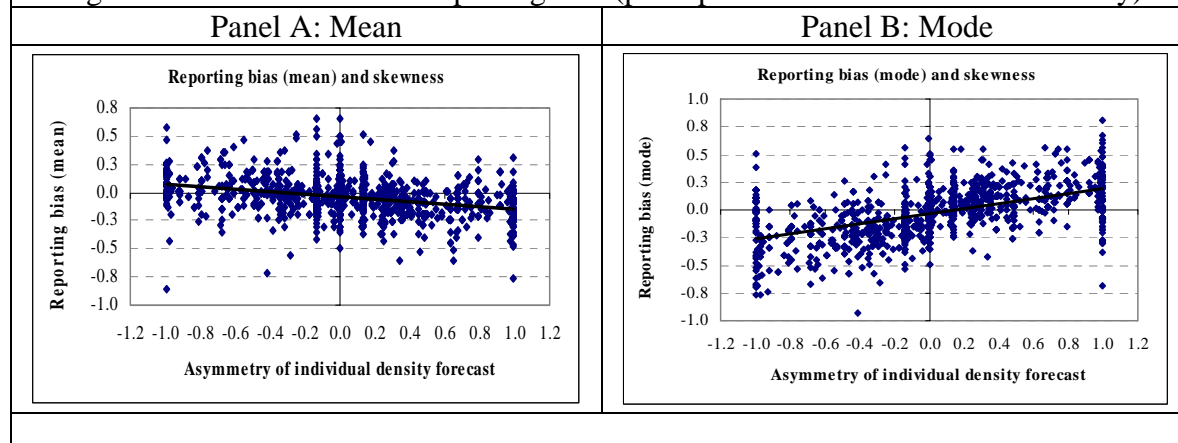 Panel A: Mean
Reporting bias (mean) and skewness
Reporting bias (mean)
0.8
0.5
0.3
0.0
-0.3
-0.5
-0.8
-1.0
-1.2 -1.0 -0.8 -0.6 -0.4 -0.2 0.0 0.2 0.4 0.6 0.8 1.0 1.2
Asymmetry of individual density forecast
Panel B: Mode
Reporting bias (mode) and skewness
Reporting bias (mode)
1.0
0.8
0.5
0.3
0.0
-0.3
-0.5
-0.8
-1.0
-1.2 -1.0 -0.8 -0.6 -0.4 -0.2 0.0 0.2 0.4 0.6 0.8 1.0 1.2
Asymmetry of individual density forecast